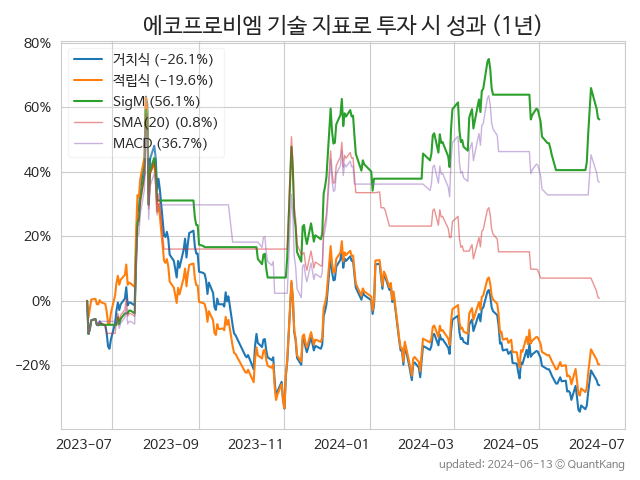 에코프로비엠 기술 지표로 투자 시 성과 (1년)
80%
60%
40%
20%
0%
−20%
거치식 (−26.1%)
적립식 (−19.6%)
SigM (56.1%)
SMA(20) (0.8%)
MACD (36.7%)
2023-07 2023-09 2023-11 2024-01 2024-03 2024-05 2024-07
updated: 2024-06-13 ⓒ QuantKang